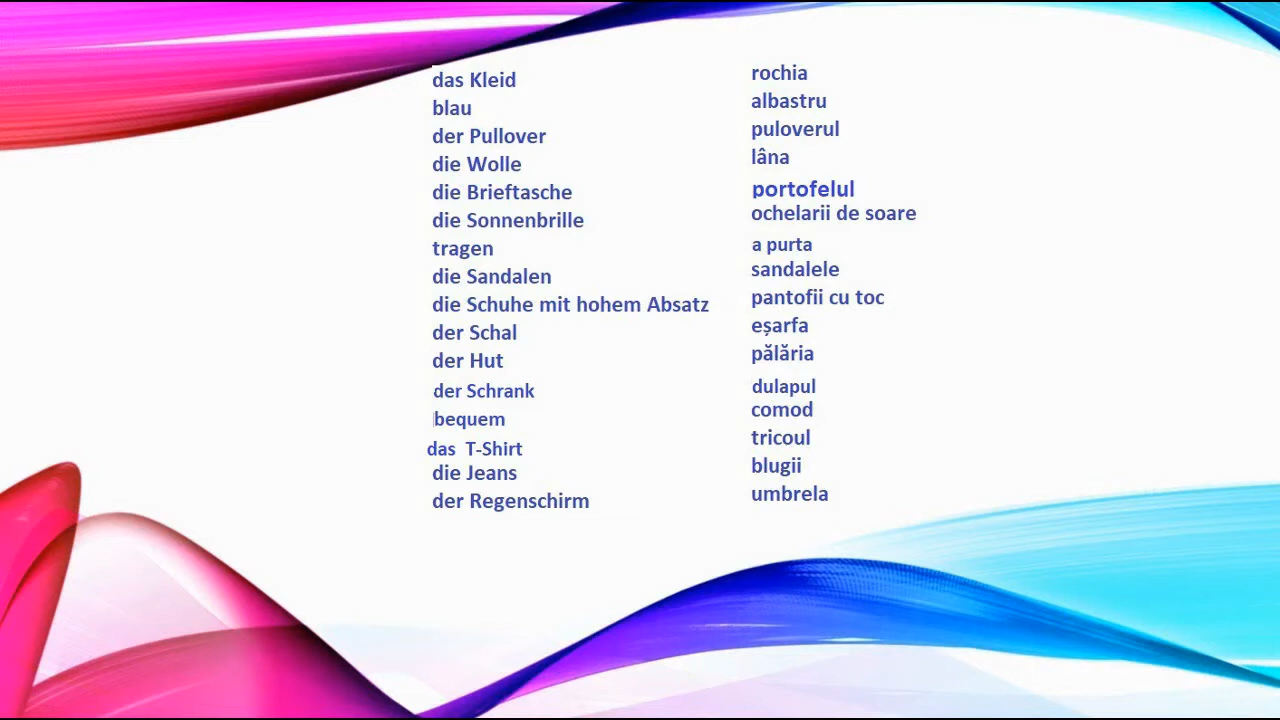 das Kleid rochia
blau albastru
der Pullover puloverul
die Wolle lâna
die Brieftasche portofelul
die Sonnenbrille ochelarii de soare
tragen a purta
die Sandalen sandalele
die Schuhe mit hohem Absatz pantofii cu toc
der Schal eșarfa
der Hut pălăria
der Schrank dulapul
bequem comod
das T-Shirt tricoul
die Jeans blugii
der Regenschirm umbrela